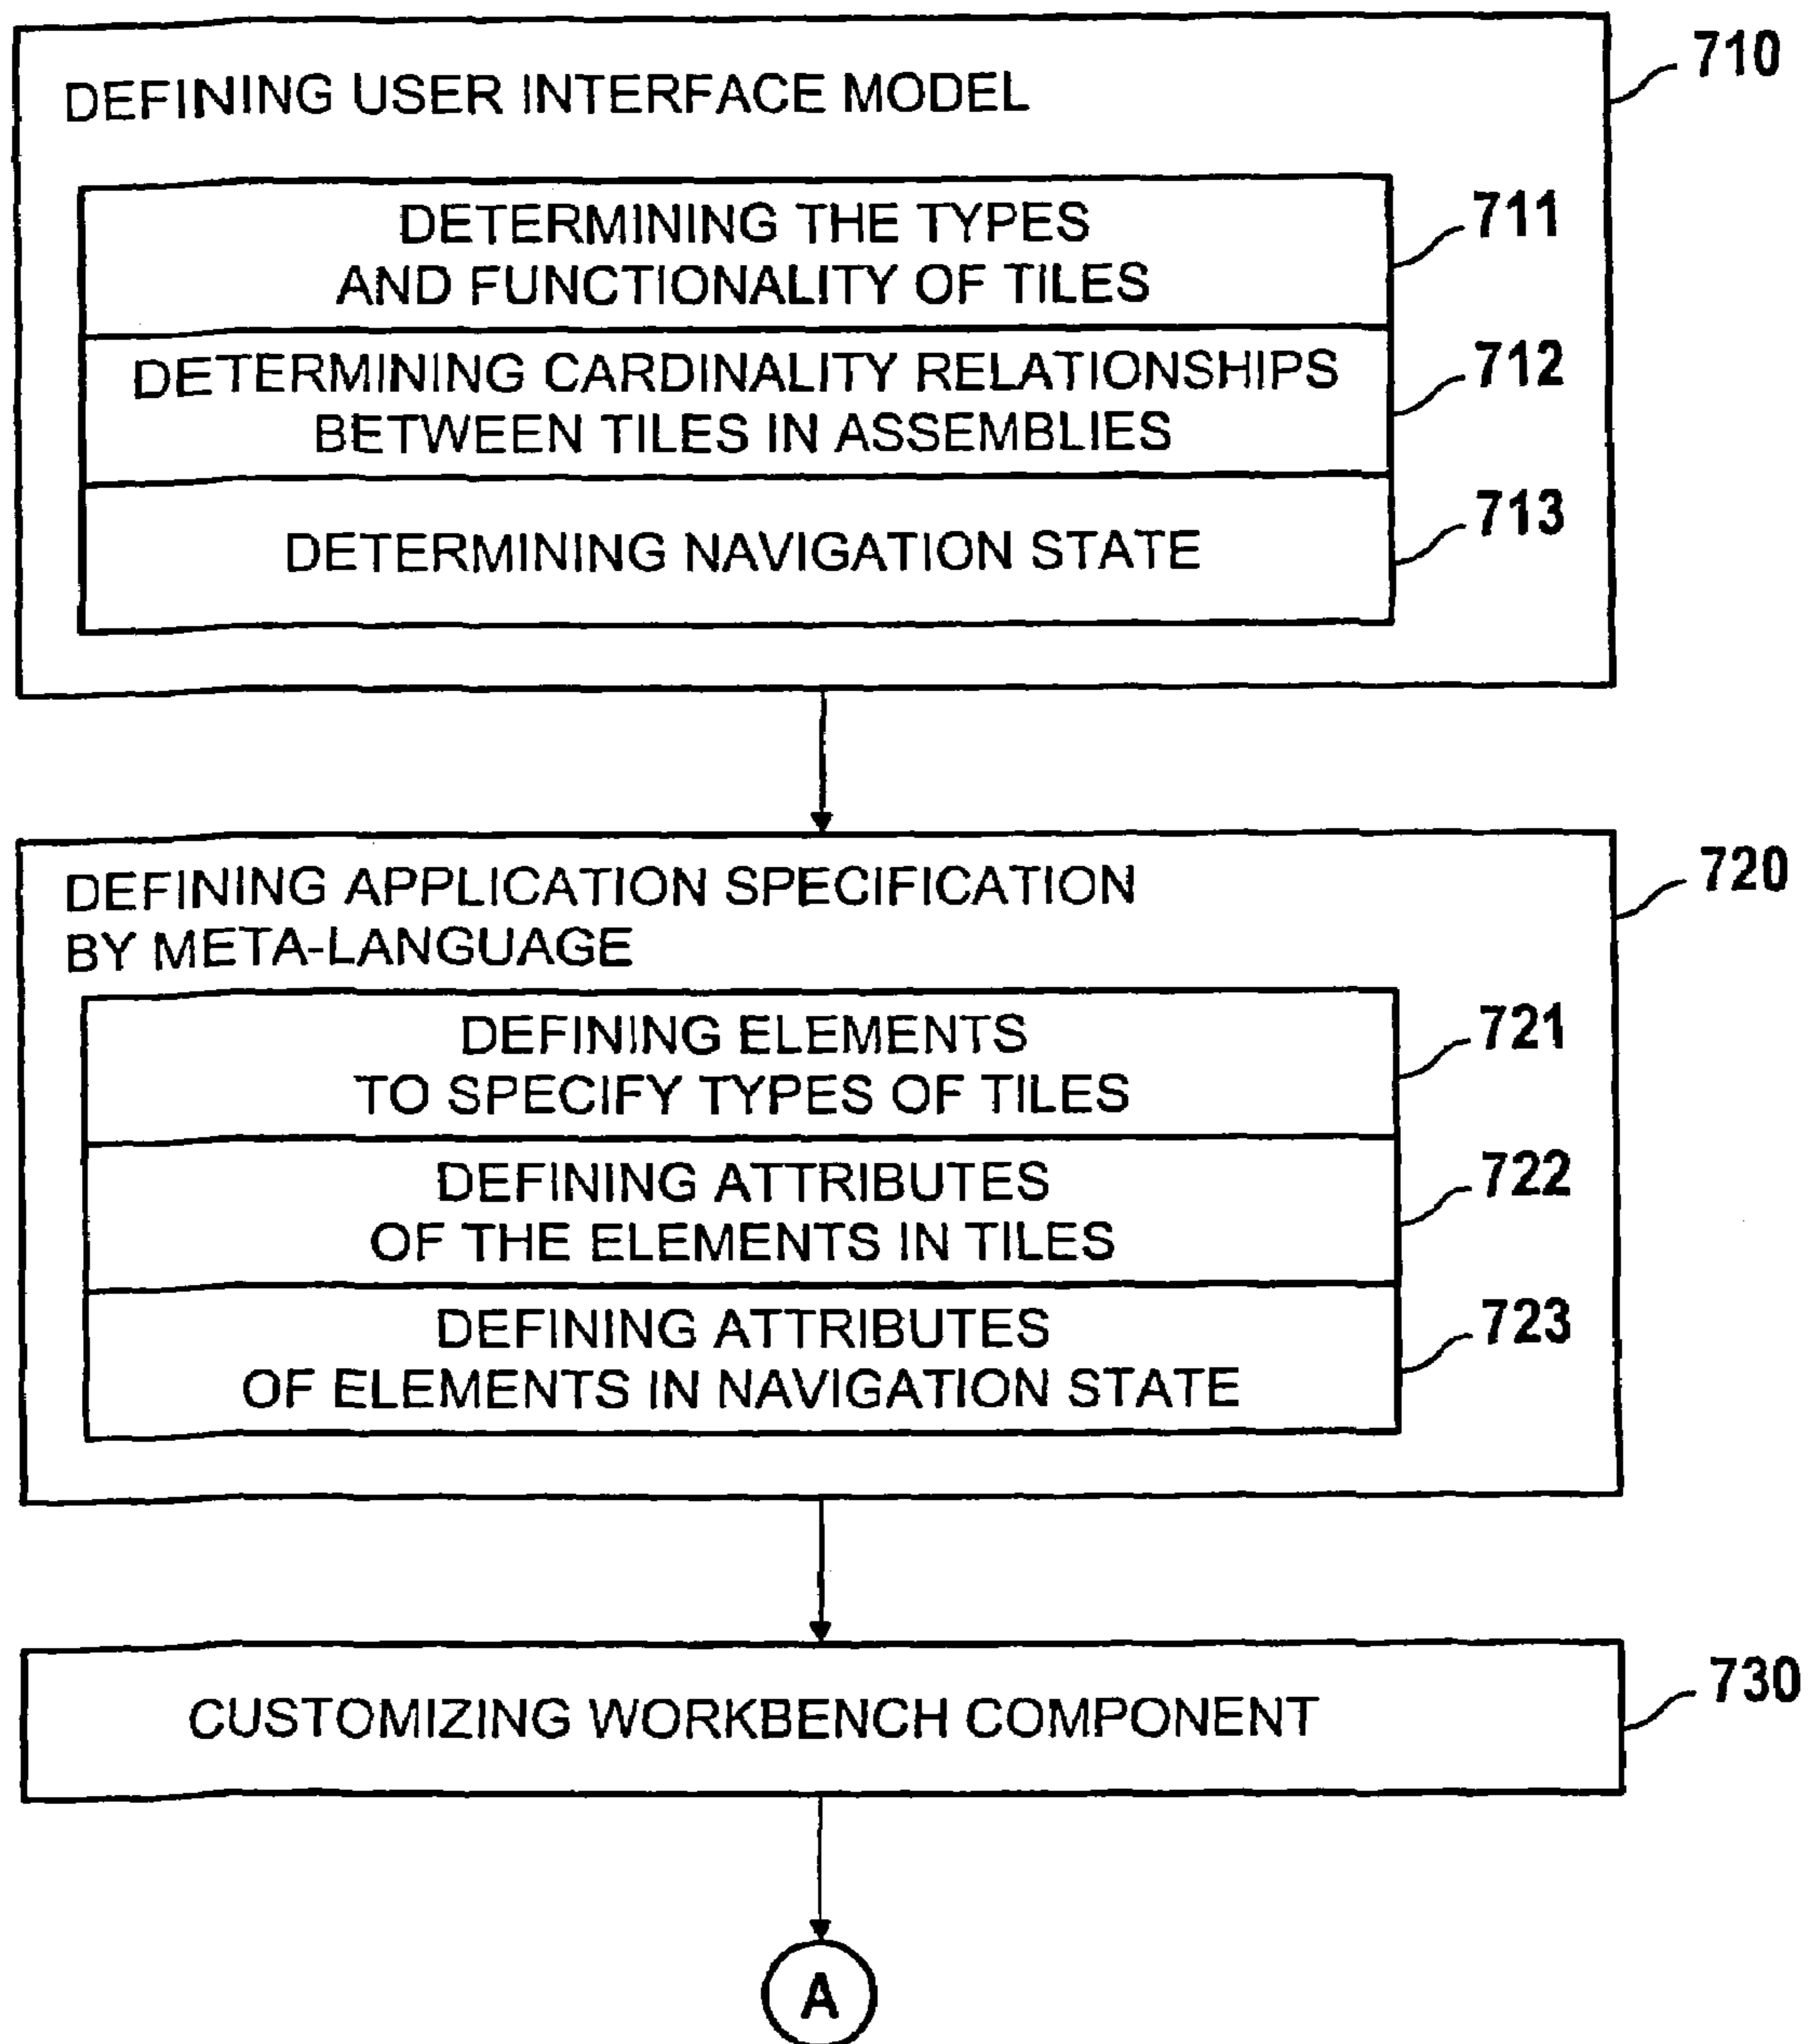 DEFINING USER INTERFACE MODEL
710
DETERMINING THE TYPES
AND FUNCTIONALITY OF TILES
711
DETERMINING CARDINALITY RELATIONSHIPS
BETWEEN TILES IN ASSEMBLIES
712
DETERMINING NAVIGATION STATE
713
DEFINING APPLICATION SPECIFICATION
BY META-LANGUAGE
720
DEFINING ELEMENTS
TO SPECIFY TYPES OF TILES
721
DEFINING ATTRIBUTES
OF THE ELEMENTS IN TILES
722
DEFINING ATTRIBUTES
OF ELEMENTS IN NAVIGATION STATE
723
CUSTOMIZING WORKBENCH COMPONENT
730
A